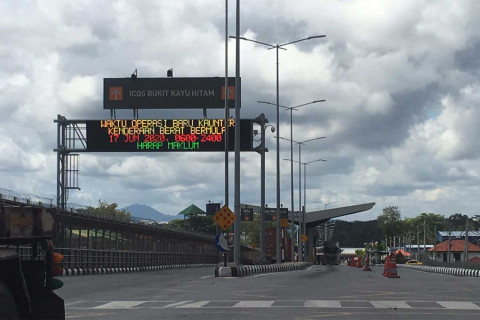 ICQS BUKIT KAYU HITAM
WAKTU OPERASI BARU KAUNTER
KENDERAAN BERAT BERMULA
17 JUN 2020, 0600-2400
HARAP MAKLUM